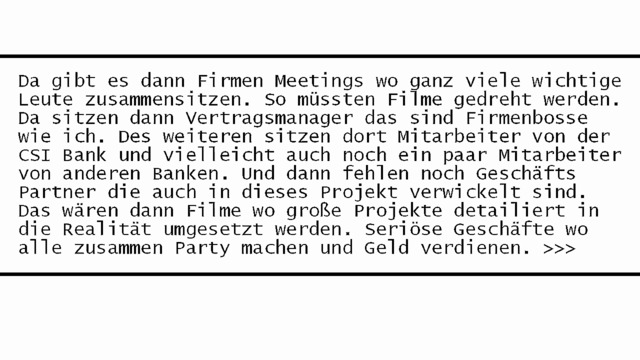 Da gibt es dann Firmen Meetings wo ganz viele wichtige
Leute zusammensitzen. So müssten Filme gedreht werden.
Da sitzen dann Vertragsmanager das sind Firmenbosse
wie ich. Des weiteren sitzen dort Mitarbeiter von der
CSI Bank und vielleicht auch noch ein paar Mitarbeiter
von anderen Banken. Und dann fehlen noch Geschäfts
Partner die auch in dieses Projekt verwickelt sind.
Das wären dann Filme wo große Projekte detailiert in
die Realität umgesetzt werden. Seriöse Geschäfte wo
alle zusammen Party machen und Geld verdienen. >>>